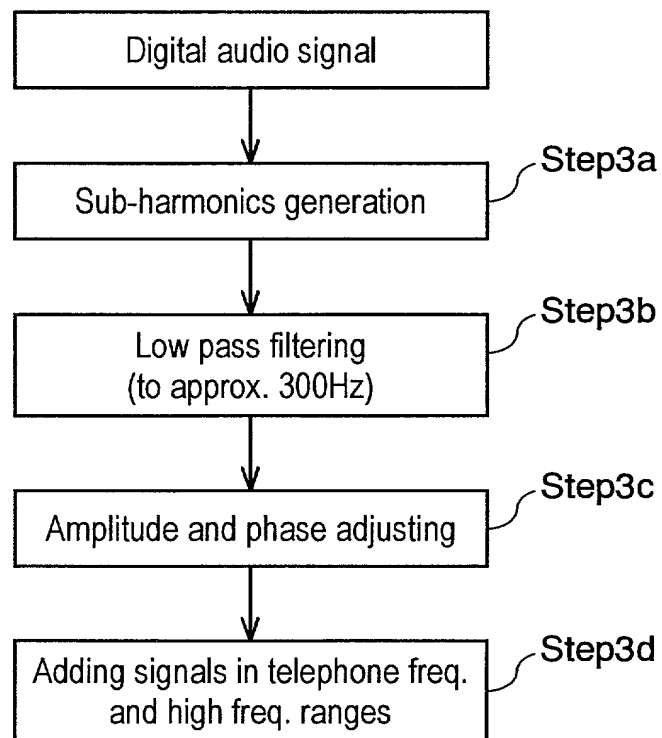 Digital audio signal
Step3a
Sub-harmonics generation
Step3b
Low pass filtering
(to approx. 300Hz)
Step3c
Amplitude and phase adjusting
Step3d
Adding signals in telephone freq.
and high freq. ranges